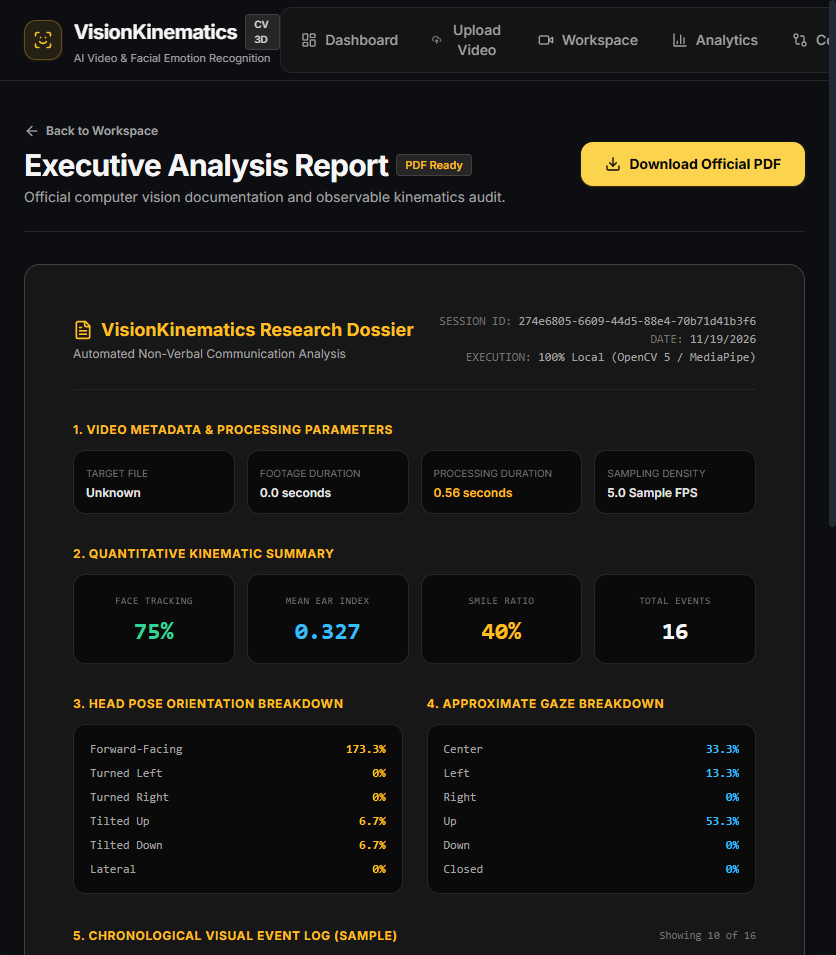 VisionKinematics
CV
3D
AI Video & Facial Emotion Recognition
Dashboard
Upload
Video
Workspace
Analytics
Back to Workspace
Executive Analysis Report
PDF Ready
Official computer vision documentation and observable kinematics audit.
Download Official PDF
VisionKinematics Research Dossier
Automated Non-Verbal Communication Analysis
SESSION ID: 274e6805-6609-44d5-88e4-70b71d41b3f6
DATE: 11/19/2026
EXECUTION: 100% Local (OpenCV 5 / MediaPipe)
1. VIDEO METADATA & PROCESSING PARAMETERS
TARGET FILE
Unknown
FOOTAGE DURATION
0.0 seconds
PROCESSING DURATION
0.56 seconds
SAMPLING DENSITY
5.0 Sample FPS
2. QUANTITATIVE KINEMATIC SUMMARY
FACE TRACKING
75%
MEAN EAR INDEX
0.327
SMILE RATIO
40%
TOTAL EVENTS
16
3. HEAD POSE ORIENTATION BREAKDOWN
Forward-Facing 173.3%
Turned Left 0%
Turned Right 0%
Tilted Up 6.7%
Tilted Down 6.7%
Lateral 0%
4. APPROXIMATE GAZE BREAKDOWN
Center 33.3%
Left 13.3%
Right 0%
Up 53.3%
Down 0%
Closed 0%
5. CHRONOLOGICAL VISUAL EVENT LOG (SAMPLE)
Showing 10 of 16